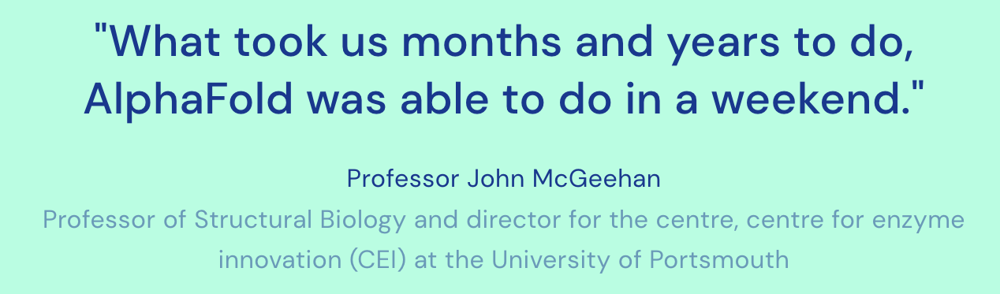 "What took us months and years to do,
AlphaFold was able to do in a weekend."
Professor John McGeehan
Professor of Structural Biology and director for the centre, centre for enzyme
innovation (CEI) at the University of Portsmouth